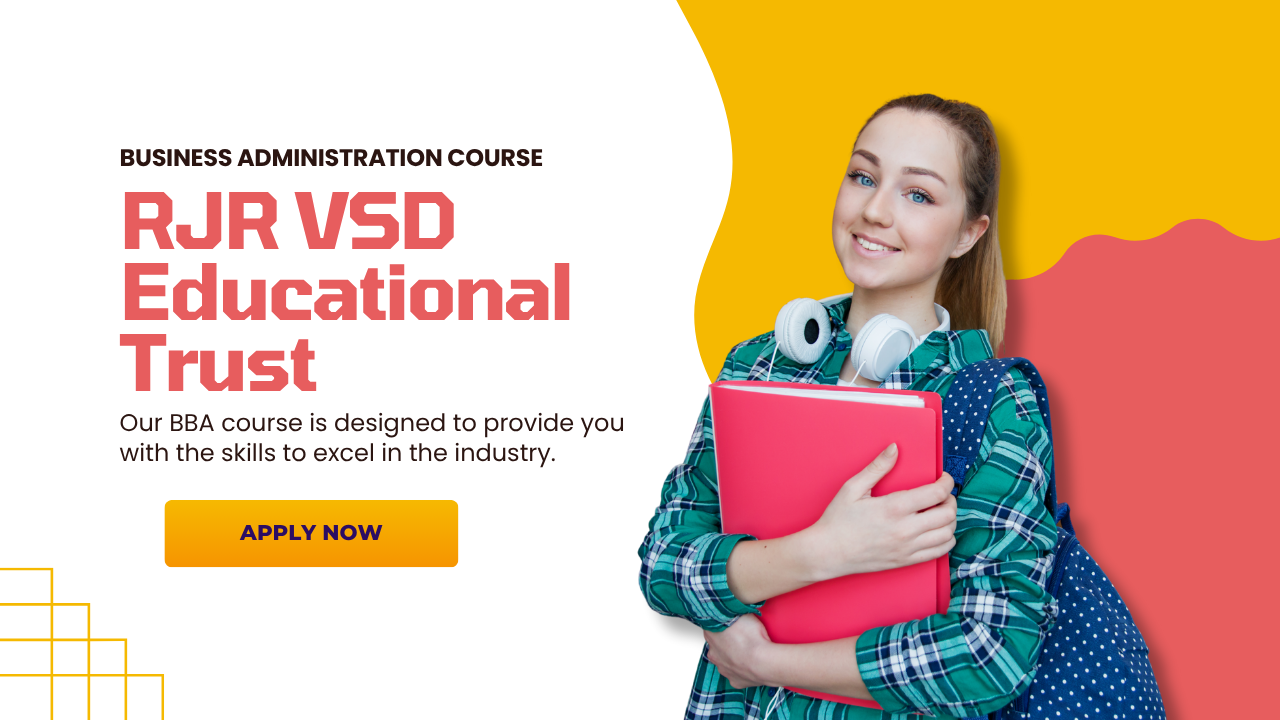 BUSINESS ADMINISTRATION COURSE
RJR VSD
Educational
Trust
Our BBA course is designed to provide you
with the skills to excel in the industry.
APPLY NOW